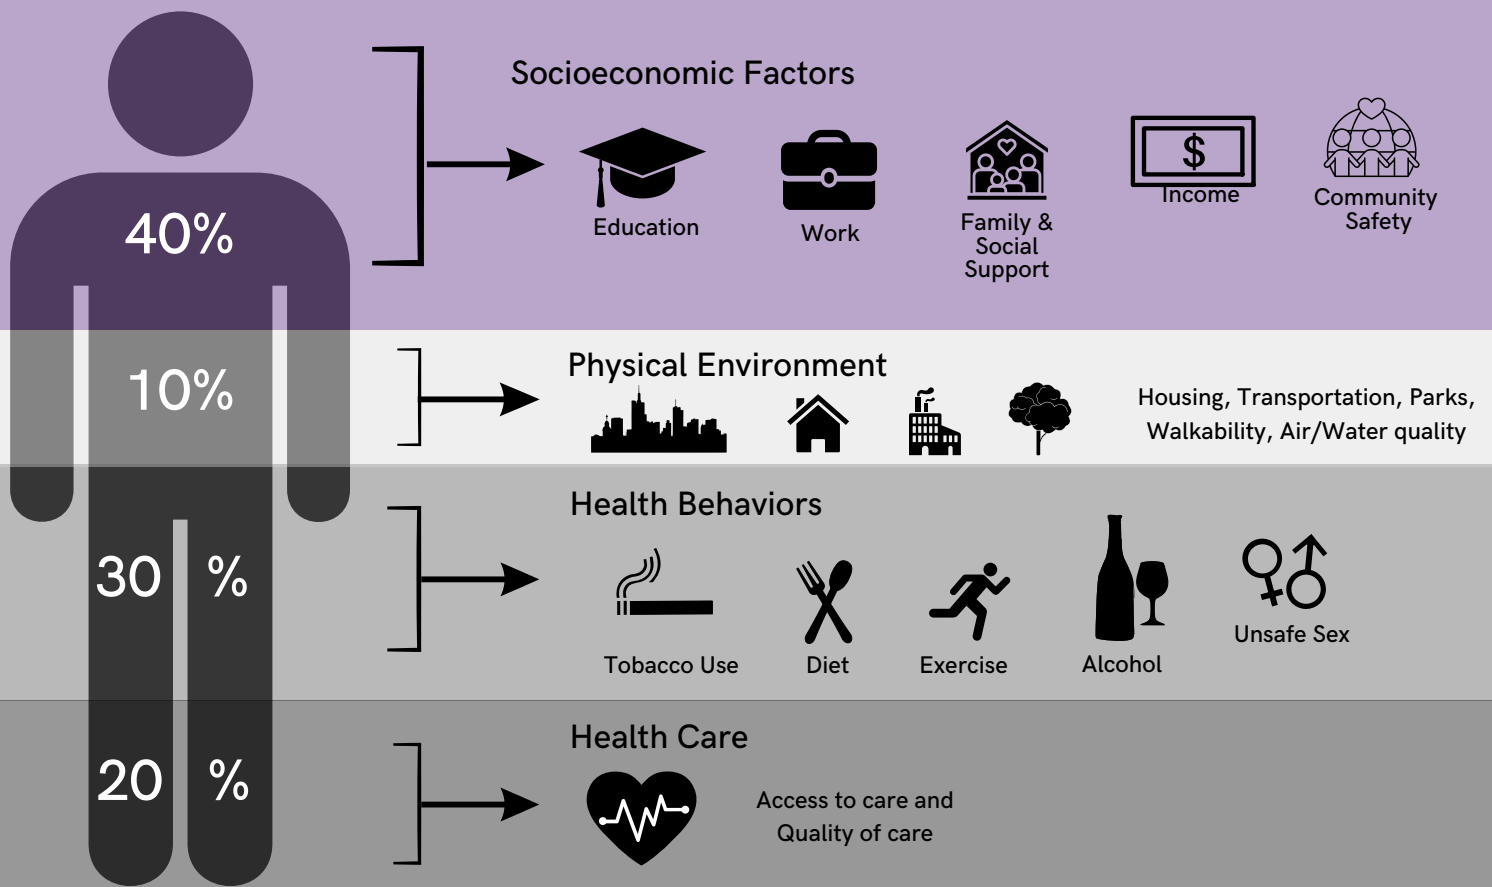 Socioeconomic Factors
40%
Education
Work
Family &
Social
Support
$
Income
Community
Safety
10%
Physical Environment
Housing, Transportation, Parks,
Walkability, Air/Water quality
30 %
Health Behaviors
Tobacco Use
Diet
Exercise
Alcohol
Unsafe Sex
20 %
Health Care
Access to care and
Quality of care